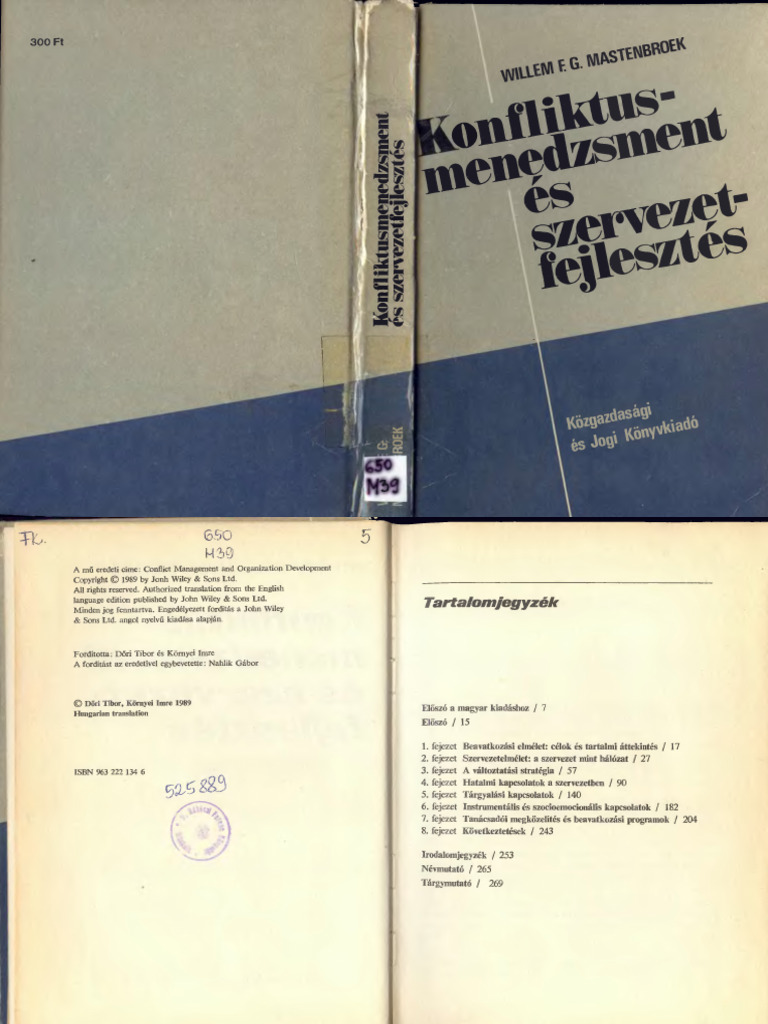 300 Ft
Konfliktusmenedzsment
és szervezetfejlesztés
650
M39
WILLEM F. G. MASTENBROEK
Konfliktus-
menedzsment
és
szervezet-
fejlesztés
Közgazdasági
és Jogi Könyvkiadó
FK.
650
M39
5
A mű eredeti címe: Conflict Management and Organization Development
Copyright © 1989 by Jonh Wiley & Sons Ltd.
All rights reserved. Authorized translation from the English
language edition published by John Wiley & Sons Ltd.
Minden jog fenntartva. Engedélyezett fordítás a John Wiley
& Sons Ltd. angol nyelvű kiadása alapján.
Fordította: Dőri Tibor és Környei Imre
A fordítást az eredetivel egybevetette: Nahlik Gábor
© Dőri Tibor, Környei Imre 1989
Hungarian translation
ISBN 963 222 134 6
525889
Tartalomjegyzék
Előszó a magyar kiadáshoz / 7
Előszó / 15
1. fejezet Beavatkozási elmélet: célok és tartalmi áttekintés / 17
2. fejezet Szervezetelmélet: a szervezet mint hálózat / 27
3. fejezet A változtatási stratégia / 57
4. fejezet Hatalmi kapcsolatok a szervezetben / 90
5. fejezet Tárgyalási kapcsolatok / 140
6. fejezet Instrumentális és szocioemocionális kapcsolatok / 182
7. fejezet Tanácsadói megközelítés és beavatkozási programok / 204
8. fejezet Következtetések / 243
Irodalomjegyzék / 253
Névmutató / 265
Tárgymutató / 269